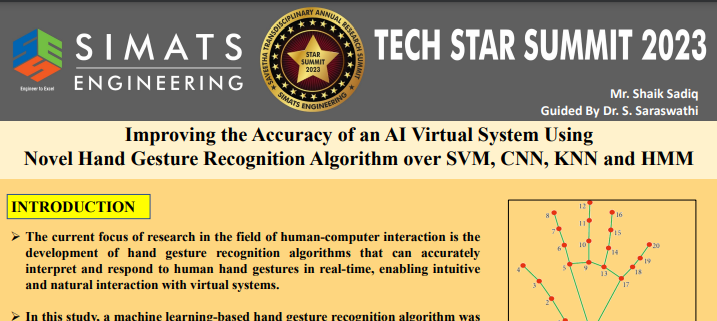 SIMATS
ENGINEERING
Engineer to Excel
SAVEETHA TRANSDISCIPLINARY ANNUAL RESEARCH SUMMIT
STAR
SUMMIT
2023
SIMATS ENGINEERING
TECH STAR SUMMIT 2023
Mr. Shaik Sadiq
Guided By Dr. S. Saraswathi
Improving the Accuracy of an AI Virtual System Using
Novel Hand Gesture Recognition Algorithm over SVM, CNN, KNN and HMM
INTRODUCTION
➤ The current focus of research in the field of human-computer interaction is the
development of hand gesture recognition algorithms that can accurately
interpret and respond to human hand gestures in real-time, enabling intuitive
and natural interaction with virtual systems.
➤ In this study, a machine learning-based hand gesture recognition algorithm was
12
8 16
11
7 15
10 20
6 14
19
4 5 9 13 18
3 17
2